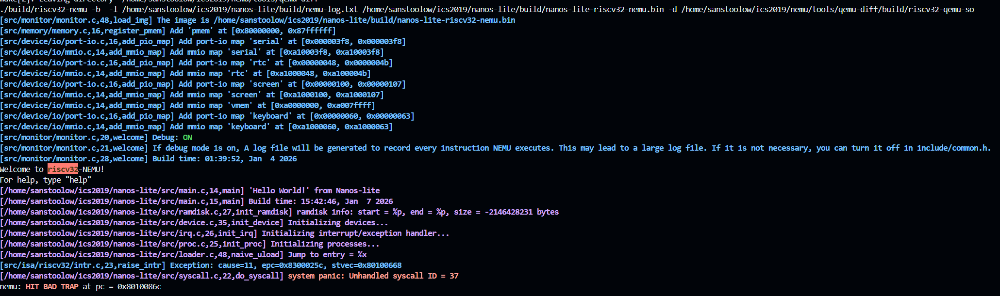 make[2]: Leaving directory '/home/sanstoolow/ics2019/nemu/tools/qemu-diff'
./build/riscv32-nemu -b  -l /home/sanstoolow/ics2019/nanos-lite/build/nemu-log.txt /home/sanstoolow/ics2019/nanos-lite/build/nanos-lite-riscv32-nemu.bin -d /home/sanstoolow/ics2019/nemu/tools/qemu-diff/build/riscv32-qemu-so
[src/monitor/monitor.c,48,load_img] The image is /home/sanstoolow/ics2019/nanos-lite/build/nanos-lite-riscv32-nemu.bin
[src/memory/memory.c,16,register_pmem] Add 'pmem' at [0x80000000, 0x87ffffff]
[src/device/io/port-io.c,16,add_pio_map] Add port-io map 'serial' at [0x000003f8, 0x000003f8]
[src/device/io/mmio.c,14,add_mmio_map] Add mmio map 'serial' at [0xa10003f8, 0xa10003f8]
[src/device/io/port-io.c,16,add_pio_map] Add port-io map 'rtc' at [0x00000048, 0x0000004b]
[src/device/io/mmio.c,14,add_mmio_map] Add mmio map 'rtc' at [0xa1000048, 0xa100004b]
[src/device/io/port-io.c,16,add_pio_map] Add port-io map 'screen' at [0x00000100, 0x00000107]
[src/device/io/mmio.c,14,add_mmio_map] Add mmio map 'screen' at [0xa1000100, 0xa1000107]
[src/device/io/mmio.c,14,add_mmio_map] Add mmio map 'vmem' at [0xa0000000, 0xa007ffff]
[src/device/io/port-io.c,16,add_pio_map] Add port-io map 'keyboard' at [0x00000060, 0x00000063]
[src/device/io/mmio.c,14,add_mmio_map] Add mmio map 'keyboard' at [0xa1000060, 0xa1000063]
[src/monitor/monitor.c,20,welcome] Debug: ON
[src/monitor/monitor.c,21,welcome] If debug mode is on, A log file will be generated to record every instruction NEMU executes. This may lead to a large log file. If it is not necessary, you can turn it off in include/common.h.
[src/monitor/monitor.c,28,welcome] Build time: 01:39:52, Jan  4 2026
Welcome to riscv32-NEMU!
For help, type "help"
[/home/sanstoolow/ics2019/nanos-lite/src/main.c,14,main] 'Hello World!' from Nanos-lite
[/home/sanstoolow/ics2019/nanos-lite/src/main.c,15,main] Build time: 15:42:46, Jan  7 2026
[/home/sanstoolow/ics2019/nanos-lite/src/ramdisk.c,27,init_ramdisk] ramdisk info: start = %p, end = %p, size = -2146428231 bytes
[/home/sanstoolow/ics2019/nanos-lite/src/device.c,35,init_device] Initializing devices...
[/home/sanstoolow/ics2019/nanos-lite/src/irq.c,26,init_irq] Initializing interrupt/exception handler...
[/home/sanstoolow/ics2019/nanos-lite/src/proc.c,25,init_proc] Initializing processes...
[/home/sanstoolow/ics2019/nanos-lite/src/loader.c,48,naive_uload] Jump to entry = %x
[src/isa/riscv32/intr.c,23,raise_intr] Exception: cause=11, epc=0x8300025c, stvec=0x80100668
[/home/sanstoolow/ics2019/nanos-lite/src/syscall.c,22,do_syscall] system panic: Unhandled syscall ID = 37
nemu: HIT BAD TRAP at pc = 0x8010086c